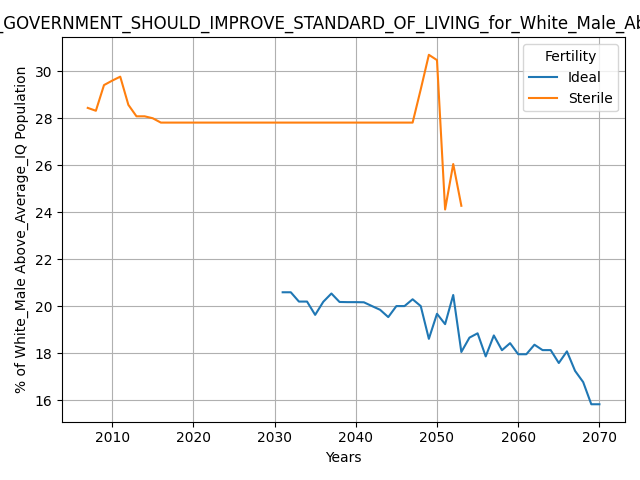 _GOVERNMENT_SHOULD_IMPROVE_STANDARD_OF_LIVING_for_White_Male_Ab
% of White_Male Above_Average_IQ Population
30
28
26
24
22
20
18
16
Fertility
Ideal
Sterile
2010 2020 2030 2040 2050 2060 2070
Years